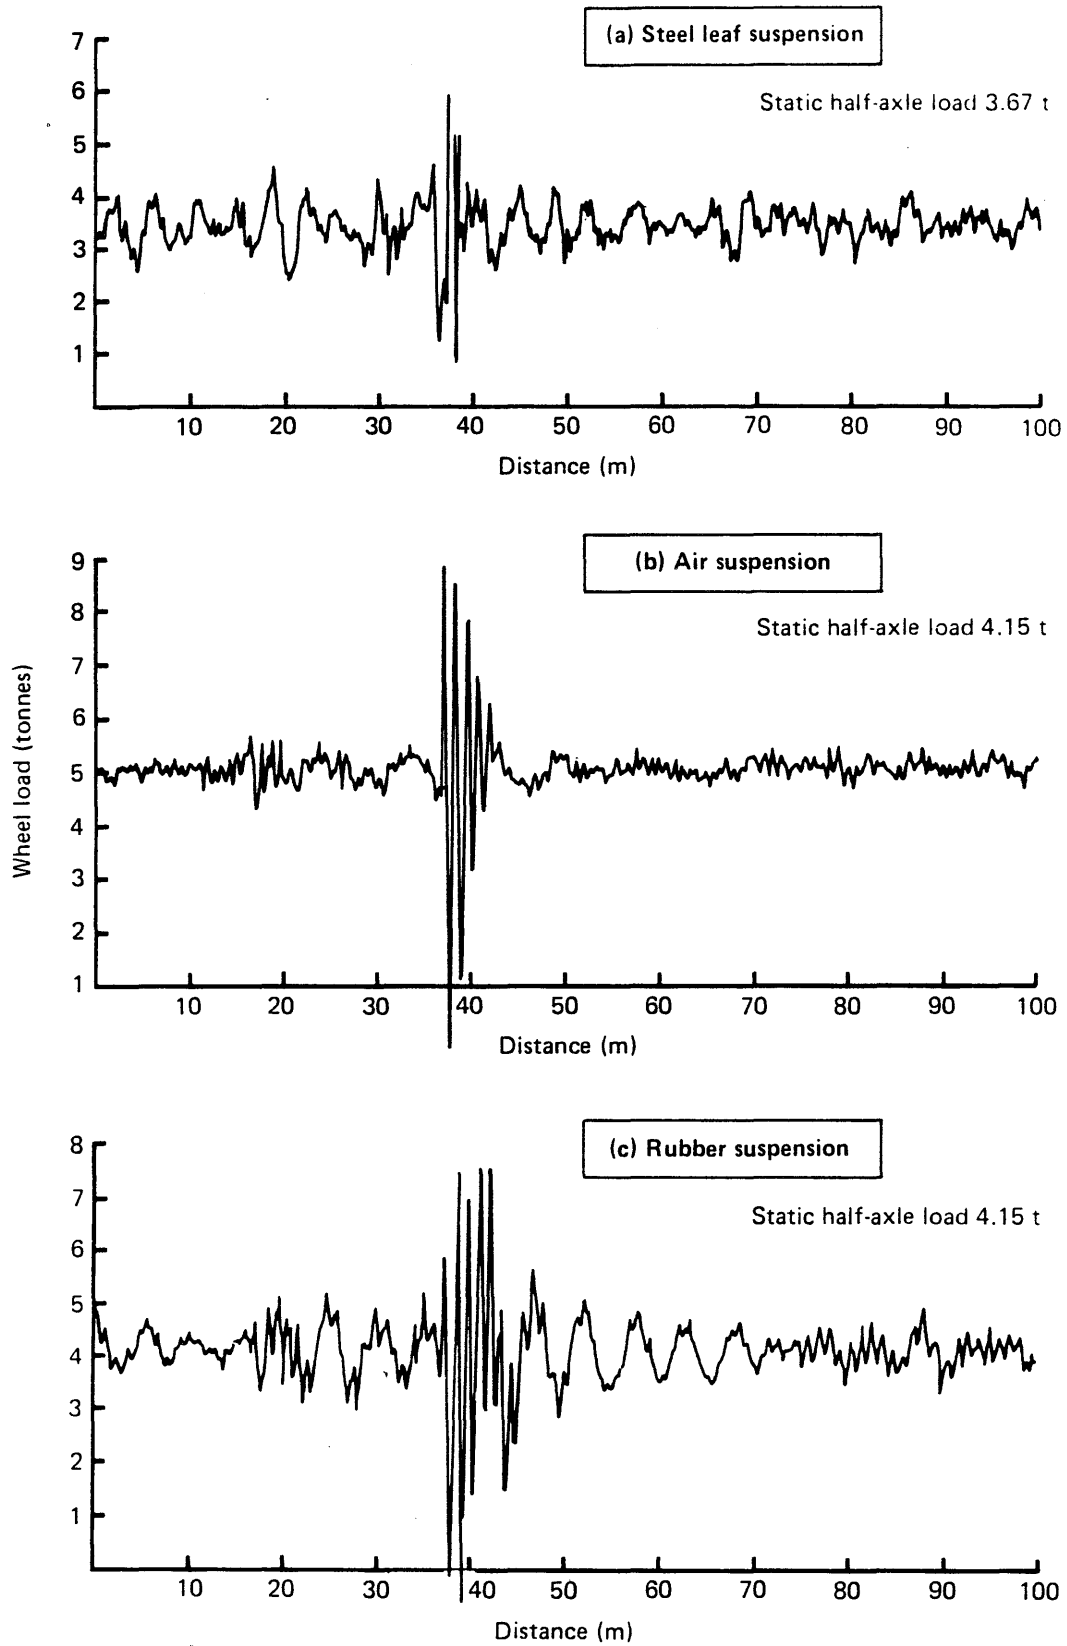 (a) Steel leaf suspension
Static half-axle load 3.67 t
7
6
5
4
3
2
1
10 20 30 40 50 60 70 80 90 100
Distance (m)
(b) Air suspension
Static half-axle load 4.15 t
Wheel load (tonnes)
9
8
7
6
5
4
3
2
1
10 20 30 40 50 60 70 80 90 100
Distance (m)
(c) Rubber suspension
Static half-axle load 4.15 t
8
7
6
5
4
3
2
1
10 20 30 40 50 60 70 80 90 100
Distance (m)